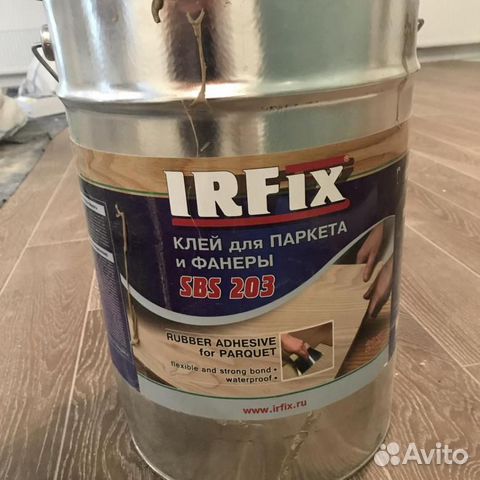 IRFIX®
КЛЕЙ для ПАРКЕТА
и ФАНЕРЫ
SBS 203
RUBBER ADHESIVE
for PARQUET
flexible and strong bond •
waterproof •
www.irfix.ru
Avito